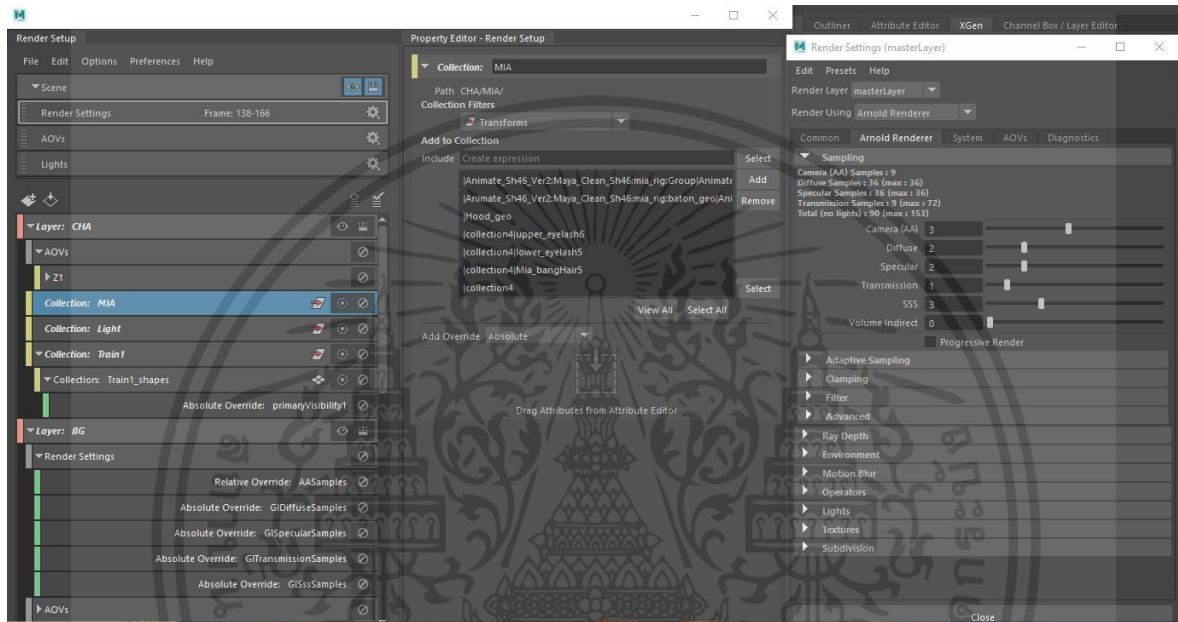 Render Setup
File Edit Options Preferences Help
Scene
Render Settings Frame: 138-166
AOVs
Lights
Layer: CHA
AOVs
Z1
Collection: MIA
Collection: Light
Collection: Train1
Collection: Train1_shapes
Absolute Override: primaryVisibility1
Layer: BG
Render Settings
Relative Override: AASamples
Absolute Override: GIDiffuseSamples
Absolute Override: GISpecularSamples
Absolute Override: GITransmissionSamples
Absolute Override: GISssSamples
AOVs
Property Editor - Render Setup
Collection: MIA
Path CHA/MIA/
Collection Filters
Transforms
Add to Collection
Include Create expression Select
|Animate_Sh46_Ver2:Maya_Clean_Sh46:mia_rig:Group|Animate Add
|Animate_Sh46_Ver2:Maya_Clean_Sh46:mia_rig:baton_geo|Ani Remove
|Hood_geo
|collection4|upper_eyelash6
|collection4|lower_eyelash5
|collection4|Mia_bangHair5
|collection4 Select
View All Select All
Add Override Absolute
Drag Attributes from Attribute Editor
Outliner Attribute Editor XGen Channel Box / Layer Editor
Render Settings (masterLayer)
Edit Presets Help
Render Layer masterLayer
Render Using Arnold Renderer
Common Arnold Renderer System AOVs Diagnostics
Sampling
Camera (AA) Samples : 9
Diffuse Samples : 36 (max : 36)
Specular Samples : 36 (max : 36)
Transmission Samples : 9 (max : 72)
Total (no lights) : 90 (max : 153)
Camera (AA) 3
Diffuse 2
Specular 2
Transmission 1
SSS 3
Volume Indirect 0
Progressive Render
Adaptive Sampling
Clamping
Filter
Advanced
Ray Depth
Environment
Motion Blur
Operators
Lights
Textures
Subdivision
Close